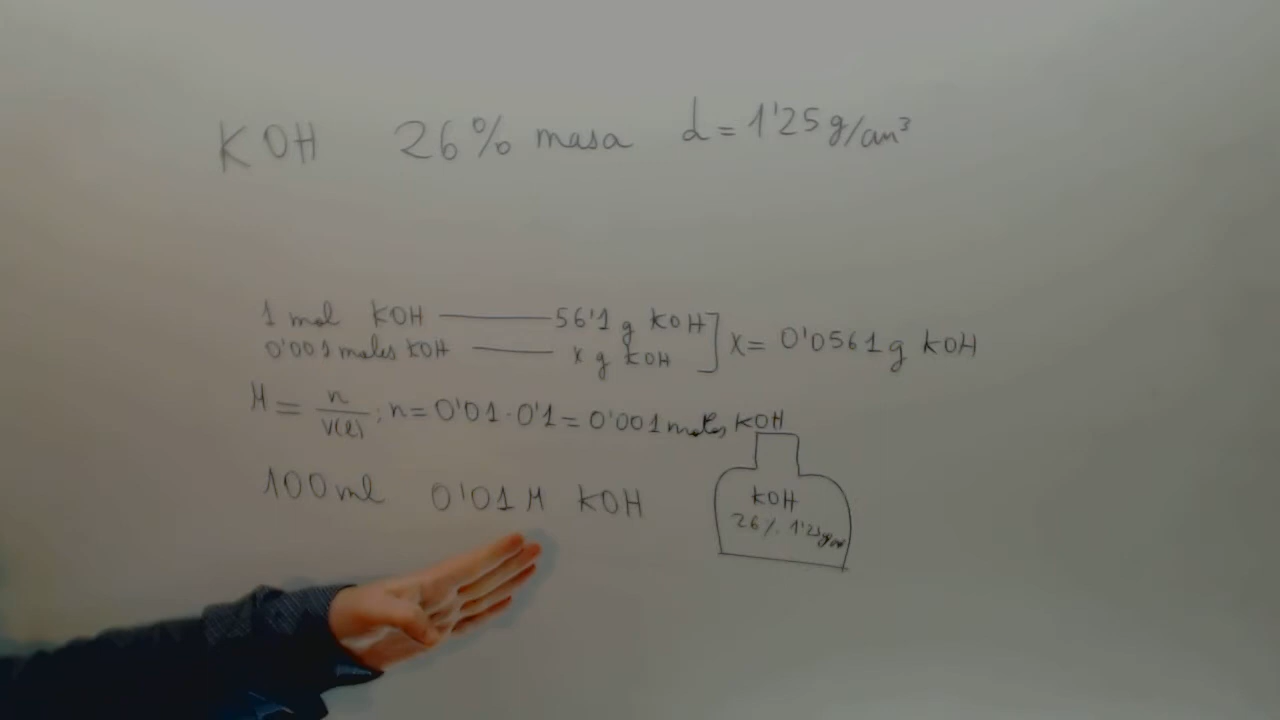 KOH 26% masa d = 1'25 g/cm³
1 mol KOH —— 56'1 g KOH
0'001 moles KOH —— x g KOH ] x = 0'0561 g KOH
M = n/V(l) ; n = 0'01 · 0'1 = 0'001 moles KOH
100 ml 0'01 M KOH
KOH
26% 1'25